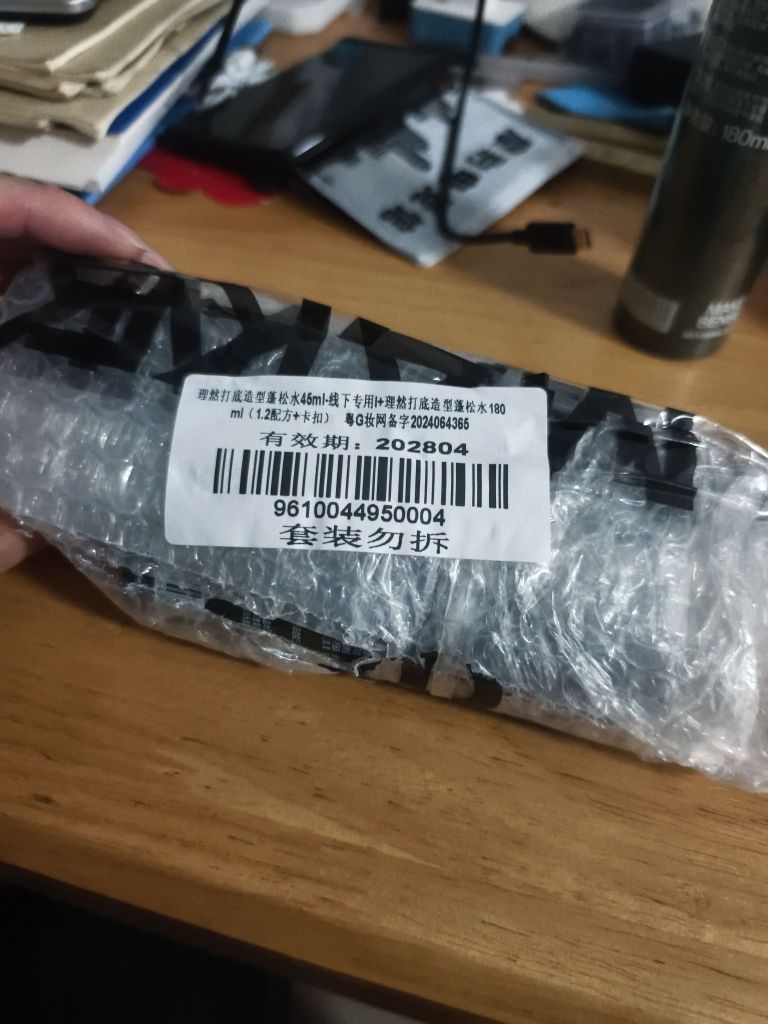 180ml
理然打底造型蓬松水45ml-线下专用I+理然打底造型蓬松水180
ml（1.2配方+卡扣） 粤G妆网备字2024064365
有效期：202804
9610044950004
套装勿拆